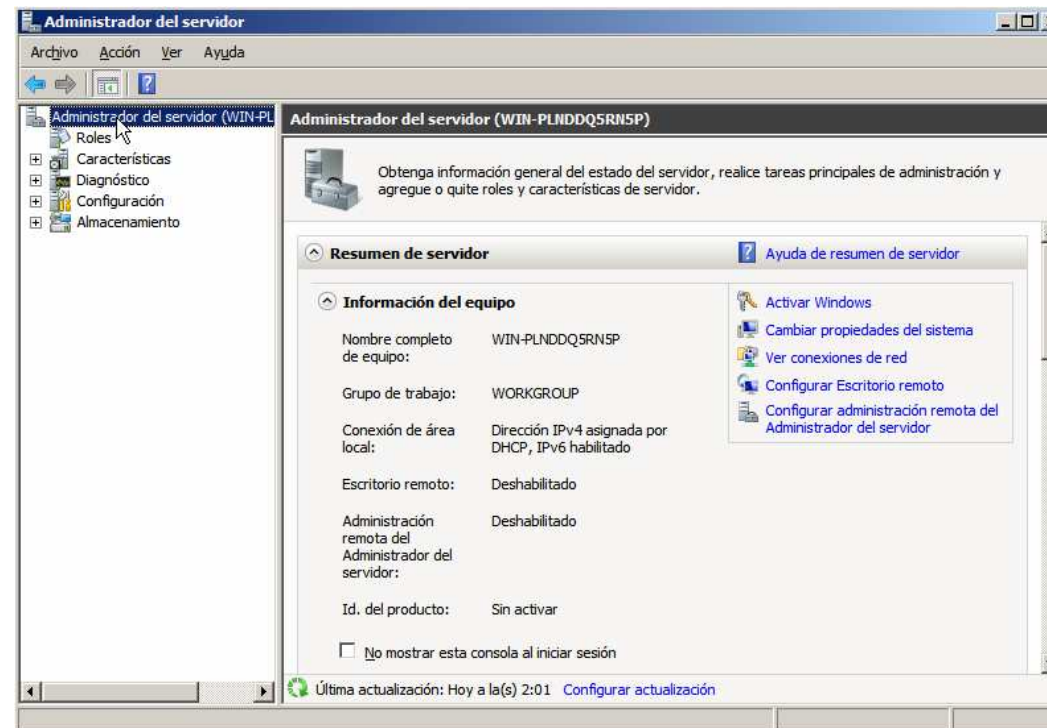 Administrador del servidor
Archivo Acción Ver Ayuda
Administrador del servidor (WIN-PL
Roles
Características
Diagnóstico
Configuración
Almacenamiento
Administrador del servidor (WIN-PLNDDQ5RN5P)
Obtenga información general del estado del servidor, realice tareas principales de administración y
agregue o quite roles y características de servidor.
Resumen de servidor
Ayuda de resumen de servidor
Información del equipo
Nombre completo
de equipo:
WIN-PLNDDQ5RN5P
Grupo de trabajo:
WORKGROUP
Conexión de área
local:
Dirección IPv4 asignada por
DHCP, IPv6 habilitado
Escritorio remoto:
Deshabilitado
Administración
remota del
Administrador del
servidor:
Deshabilitado
Id. del producto:
Sin activar
No mostrar esta consola al iniciar sesión
Activar Windows
Cambiar propiedades del sistema
Ver conexiones de red
Configurar Escritorio remoto
Configurar administración remota del
Administrador del servidor
Última actualización: Hoy a la(s) 2:01 Configurar actualización